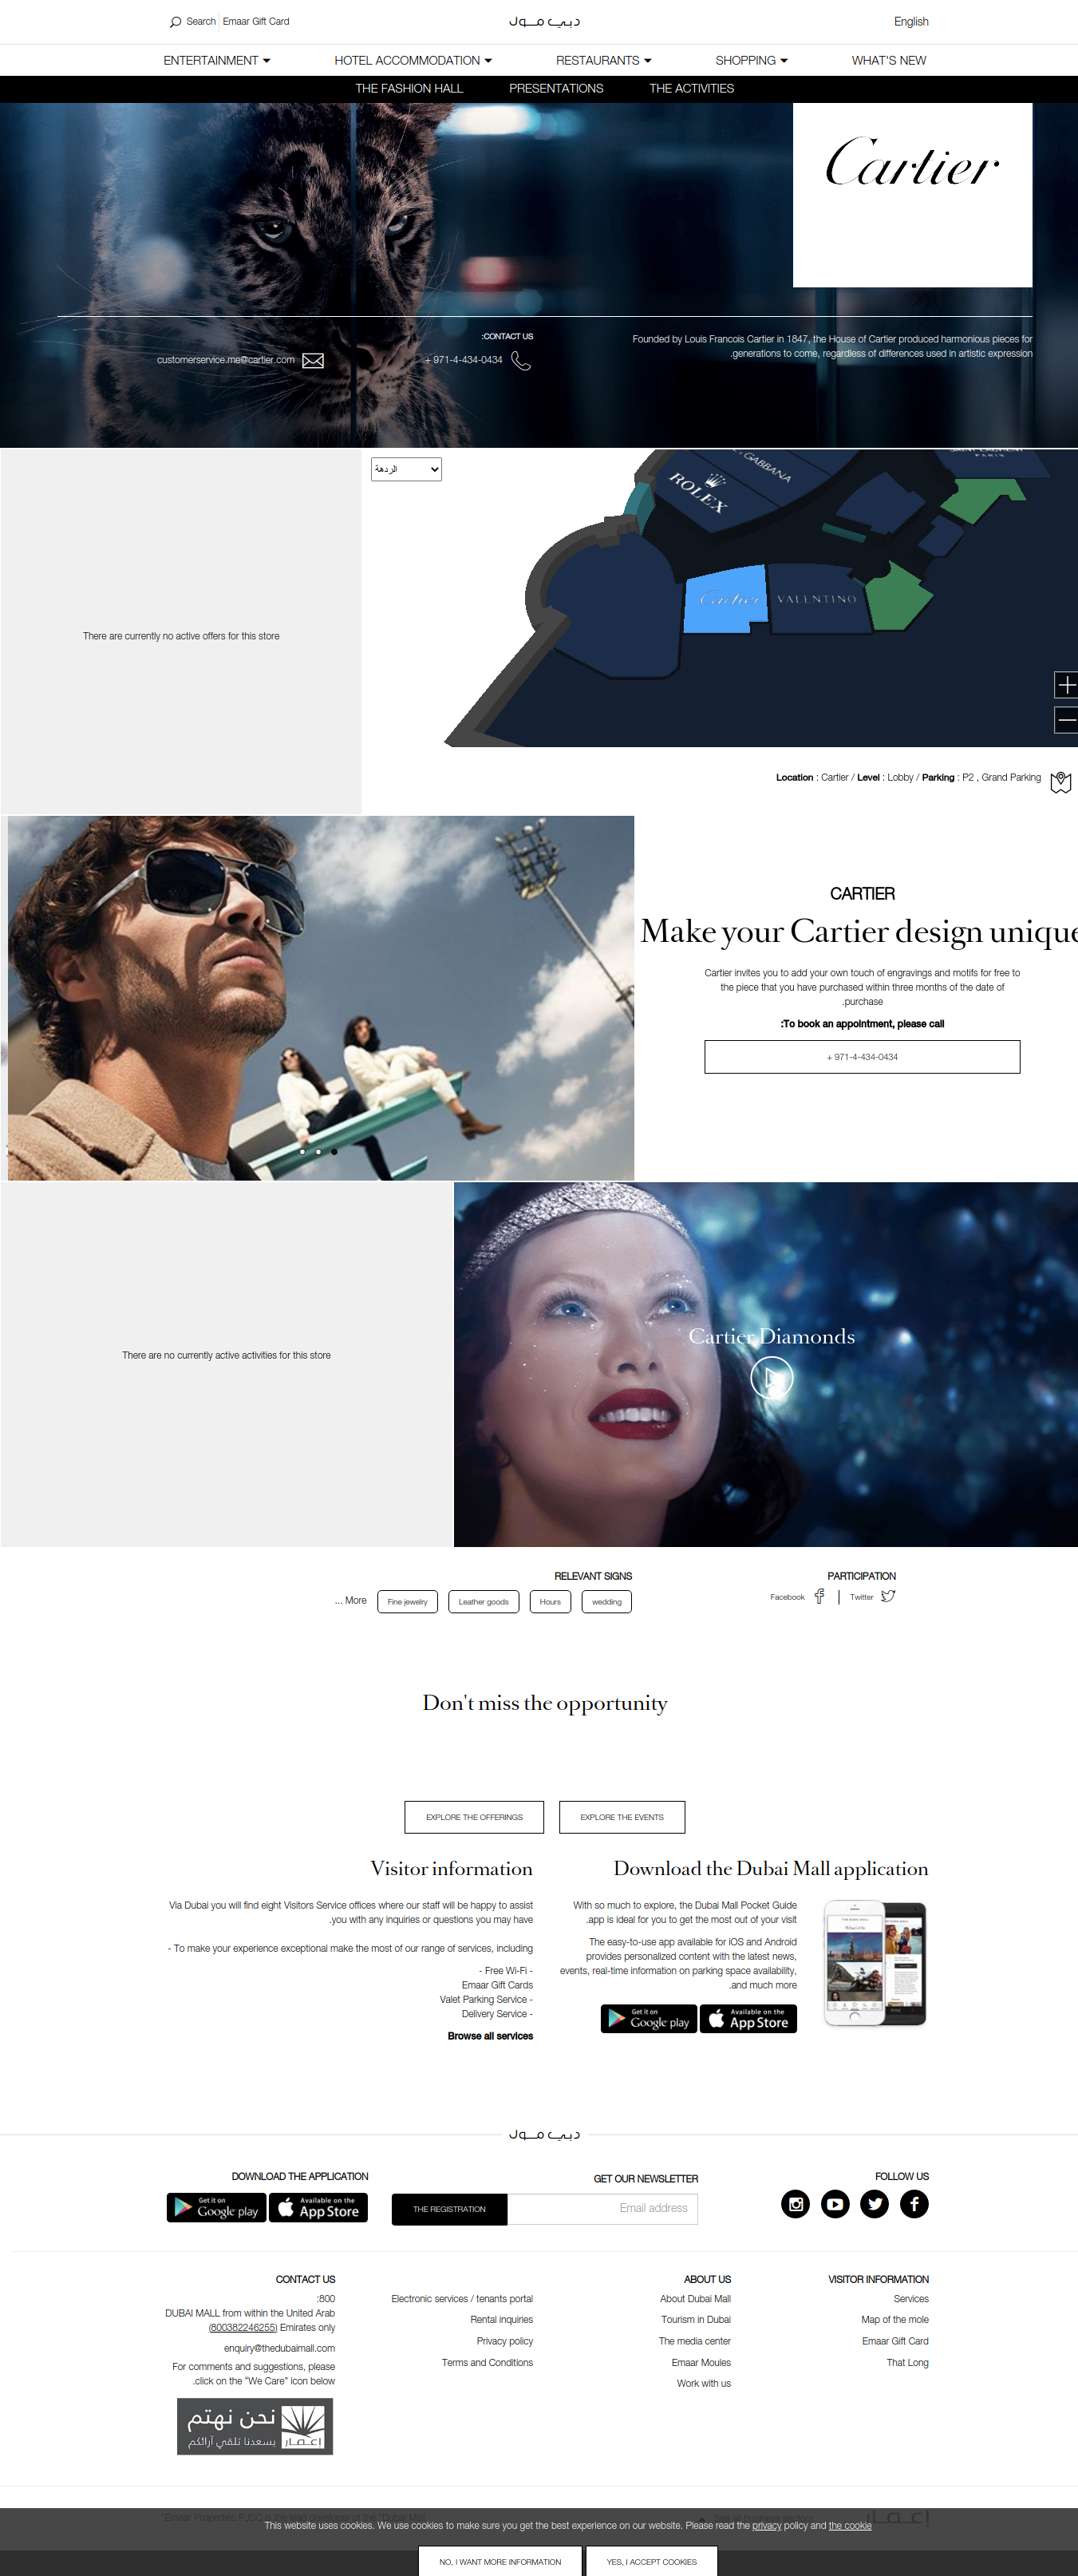 Search
Emaar Gift Card
دبي مول
English
ENTERTAINMENT
HOTEL ACCOMMODATION
RESTAURANTS
SHOPPING
WHAT'S NEW
THE FASHION HALL
PRESENTATIONS
THE ACTIVITIES
Cartier
Founded by Louis Francois Cartier in 1847, the House of Cartier produced harmonious pieces for
.generations to come, regardless of differences used in artistic expression
:CONTACT US
+ 971-4-434-0434
customerservice.me@cartier.com
There are currently no active offers for this store
الردهة
GABBANA
SAINT LAURENT
PARIS
ROLEX
Cartier
VALENTINO
Location : Cartier / Level : Lobby / Parking : P2 , Grand Parking
CARTIER
Make your Cartier design unique
Cartier invites you to add your own touch of engravings and motifs for free to
the piece that you have purchased within three months of the date of
.purchase
:To book an appointment, please call
+ 971-4-434-0434
There are no currently active activities for this store
Cartier Diamonds
RELEVANT SIGNS
... More
Fine jewelry
Leather goods
Hours
wedding
PARTICIPATION
Facebook
Twitter
Don't miss the opportunity
EXPLORE THE OFFERINGS
EXPLORE THE EVENTS
Visitor information
Via Dubai you will find eight Visitors Service offices where our staff will be happy to assist
.you with any inquiries or questions you may have
- To make your experience exceptional make the most of our range of services, including
- Free Wi-Fi -
Emaar Gift Cards
Valet Parking Service -
Delivery Service -
Browse all services
Download the Dubai Mall application
With so much to explore, the Dubai Mall Pocket Guide
.app is ideal for you to get the most out of your visit
The easy-to-use app available for iOS and Android
provides personalized content with the latest news,
events, real-time information on parking space availability,
.and much more
Get it on
Google play
Available on the
App Store
دبي مول
DOWNLOAD THE APPLICATION
Get it on
Google play
Available on the
App Store
GET OUR NEWSLETTER
THE REGISTRATION
Email address
FOLLOW US
CONTACT US
:800
DUBAI MALL from within the United Arab
(800382246255) Emirates only
enquiry@thedubaimall.com
For comments and suggestions, please
.click on the "We Care" icon below
نحن نهتم
يسعدنا تلقي آرائكم
إعمار
Electronic services / tenants portal
Rental inquiries
Privacy policy
Terms and Conditions
ABOUT US
About Dubai Mall
Tourism in Dubai
The media center
Emaar Moules
Work with us
VISITOR INFORMATION
Services
Map of the mole
Emaar Gift Card
That Long
This website uses cookies. We use cookies to make sure you get the best experience on our website. Please read the privacy policy and the cookie
NO, I WANT MORE INFORMATION
YES, I ACCEPT COOKIES